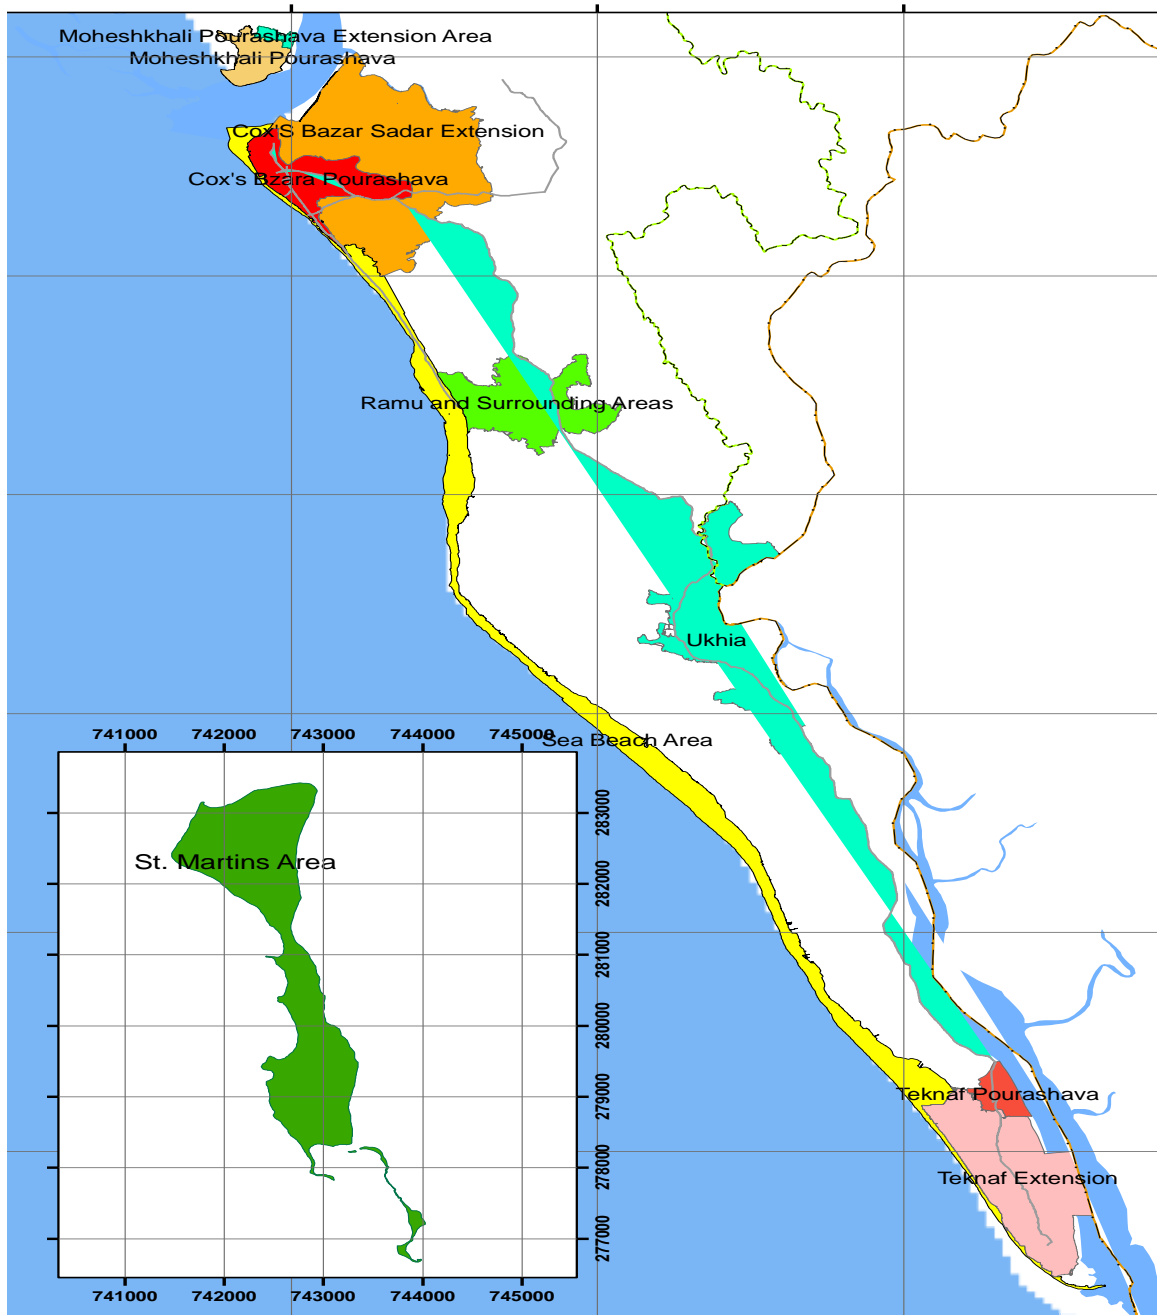 Moheshkhali Pourashava Extension Area
Moheshkhali Pourashava
Cox'S Bazar Sadar Extension
Cox's Bzara Pourashava
Ramu and Surrounding Areas
Ukhia
741000 742000 743000 744000 745000
Sea Beach Area
283000
St. Martins Area
282000
281000
280000
279000
Teknaf Pourashava
278000
Teknaf Extension
277000
741000 742000 743000 744000 745000